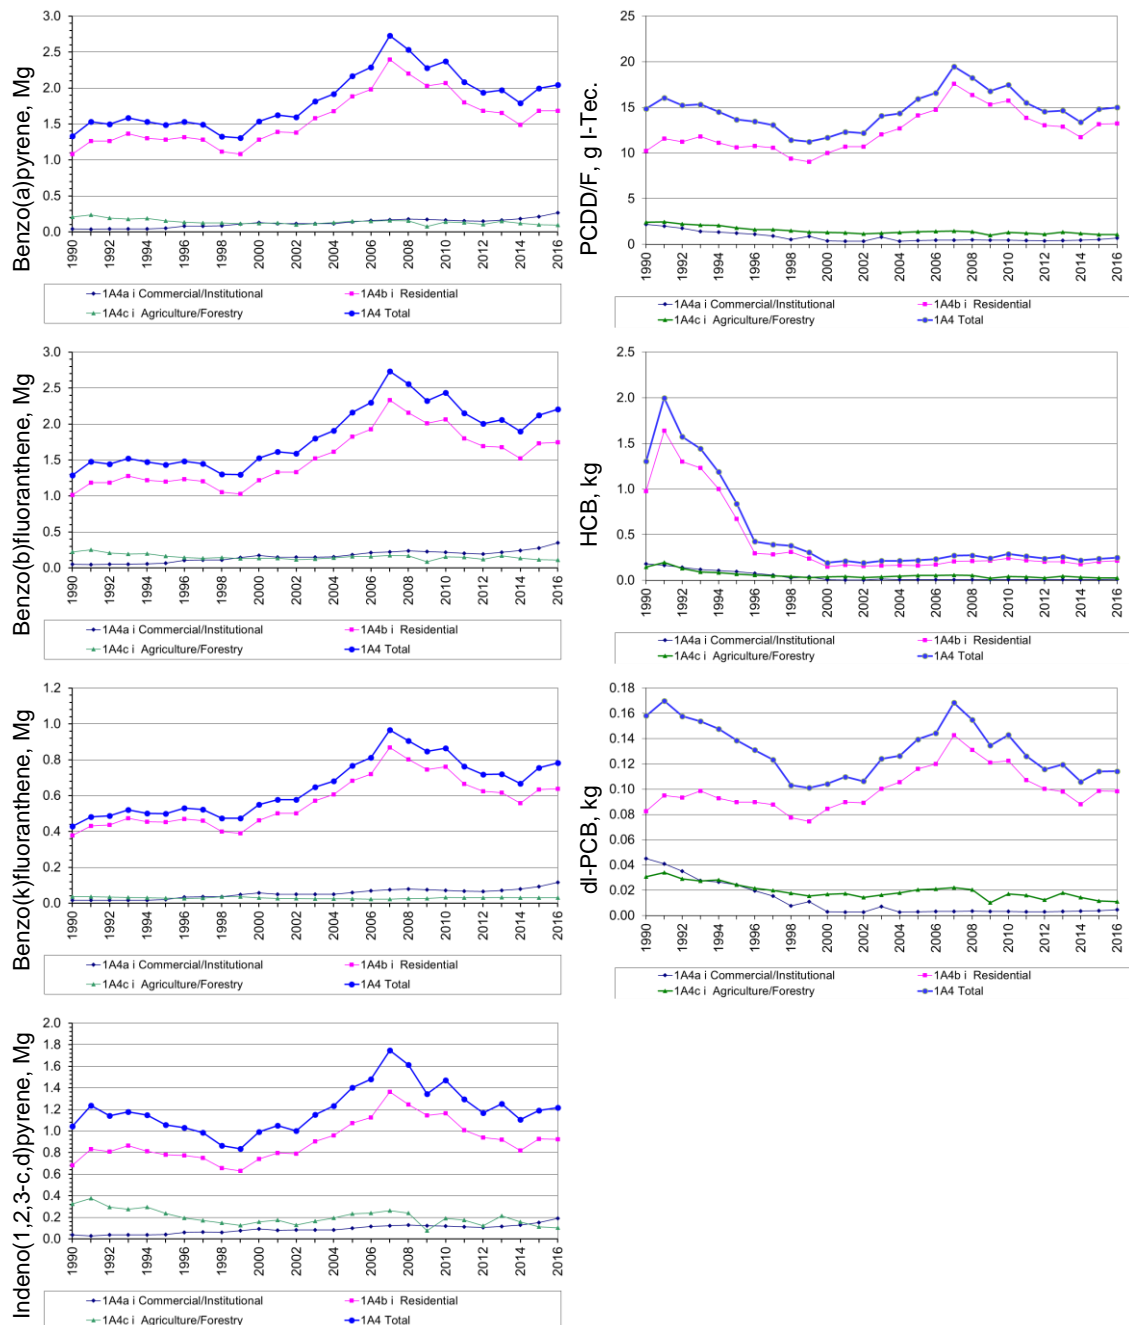 Benzo(a)pyrene, Mg
3.0
2.5
2.0
1.5
1.0
0.5
0.0
1990 1992 1994 1996 1998 2000 2002 2004 2006 2008 2010 2012 2014 2016
1A4a i Commercial/Institutional 1A4b i Residential
1A4c i Agriculture/Forestry 1A4 Total
PCDD/F, g I-Tec.
25
20
15
10
5
0
1990 1992 1994 1996 1998 2000 2002 2004 2006 2008 2010 2012 2014 2016
1A4a i Commercial/Institutional 1A4b i Residential
1A4c i Agriculture/Forestry 1A4 Total
Benzo(b)fluoranthene, Mg
3.0
2.5
2.0
1.5
1.0
0.5
0.0
1990 1992 1994 1996 1998 2000 2002 2004 2006 2008 2010 2012 2014 2016
1A4a i Commercial/Institutional 1A4b i Residential
1A4c i Agriculture/Forestry 1A4 Total
HCB, kg
2.5
2.0
1.5
1.0
0.5
0.0
1990 1992 1994 1996 1998 2000 2002 2004 2006 2008 2010 2012 2014 2016
1A4a i Commercial/Institutional 1A4b i Residential
1A4c i Agriculture/Forestry 1A4 Total
Benzo(k)fluoranthene, Mg
1.2
1.0
0.8
0.6
0.4
0.2
0.0
1990 1992 1994 1996 1998 2000 2002 2004 2006 2008 2010 2012 2014 2016
1A4a i Commercial/Institutional 1A4b i Residential
1A4c i Agriculture/Forestry 1A4 Total
dl-PCB, kg
0.18
0.16
0.14
0.12
0.10
0.08
0.06
0.04
0.02
0.00
1990 1992 1994 1996 1998 2000 2002 2004 2006 2008 2010 2012 2014 2016
1A4a i Commercial/Institutional 1A4b i Residential
1A4c i Agriculture/Forestry 1A4 Total
Indeno(1,2,3-c,d)pyrene, Mg
2.0
1.8
1.6
1.4
1.2
1.0
0.8
0.6
0.4
0.2
0.0
1990 1992 1994 1996 1998 2000 2002 2004 2006 2008 2010 2012 2014 2016
1A4a i Commercial/Institutional 1A4b i Residential
1A4c i Agriculture/Forestry 1A4 Total